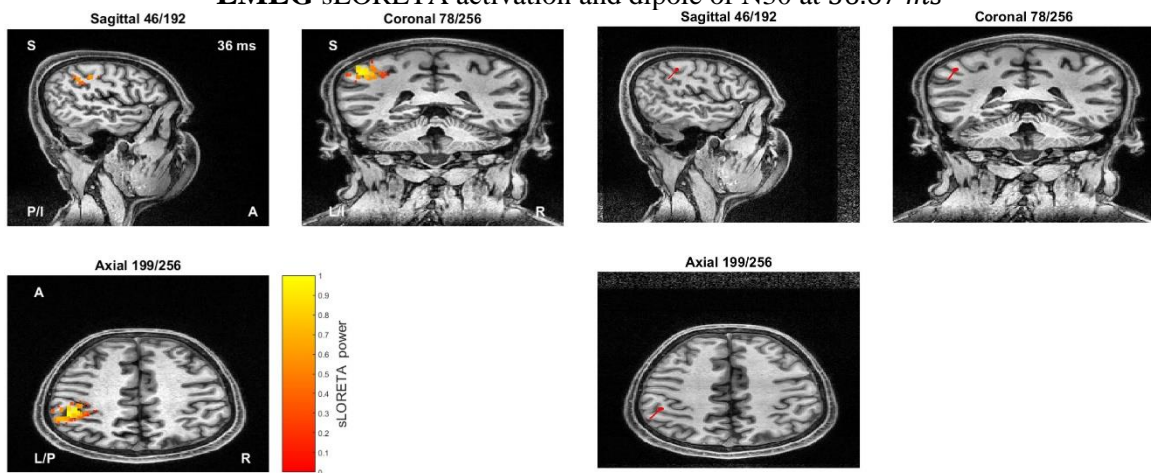 EMEG sLORETA activation and dipole of N30 at ms
Sagittal 46/192
Coronal 78/256
Sagittal 46/192
Coronal 78/256
S
36 ms
S
P/I
A
L/I
R
Axial 199/256
Axial 199/256
A
L/P
R
1
0.9
0.8
0.7
0.6
0.5
0.4
0.3
0.2
0.1
0
sLORETA power